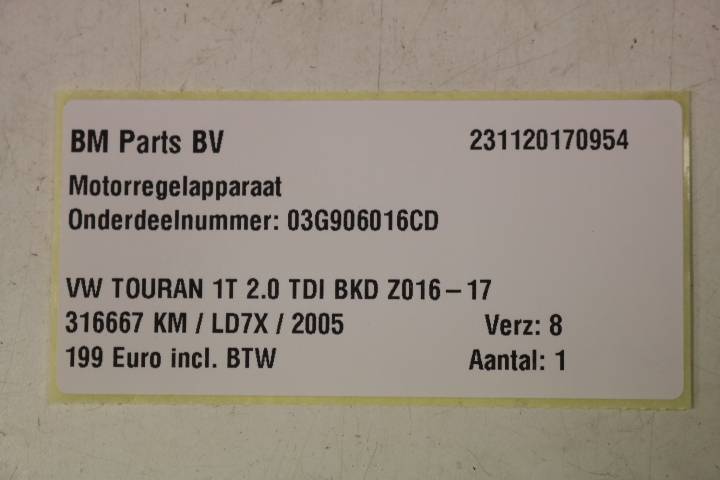 BM Parts BV 231120170954
Motorregelapparaat
Onderdeelnummer: 03G906016CD
VW TOURAN 1T 2.0 TDI BKD Z016-17
316667 KM / LD7X / 2005 Verz: 8
199 Euro incl. BTW Aantal: 1